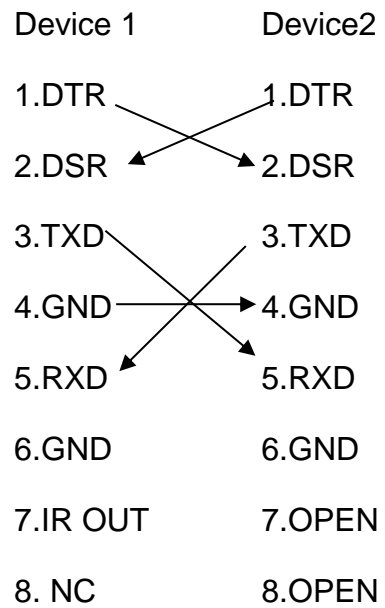 Device 1 Device2
1.DTR 1.DTR
2.DSR 2.DSR
3.TXD 3.TXD
4.GND 4.GND
5.RXD 5.RXD
6.GND 6.GND
7.IR OUT 7.OPEN
8. NC 8.OPEN